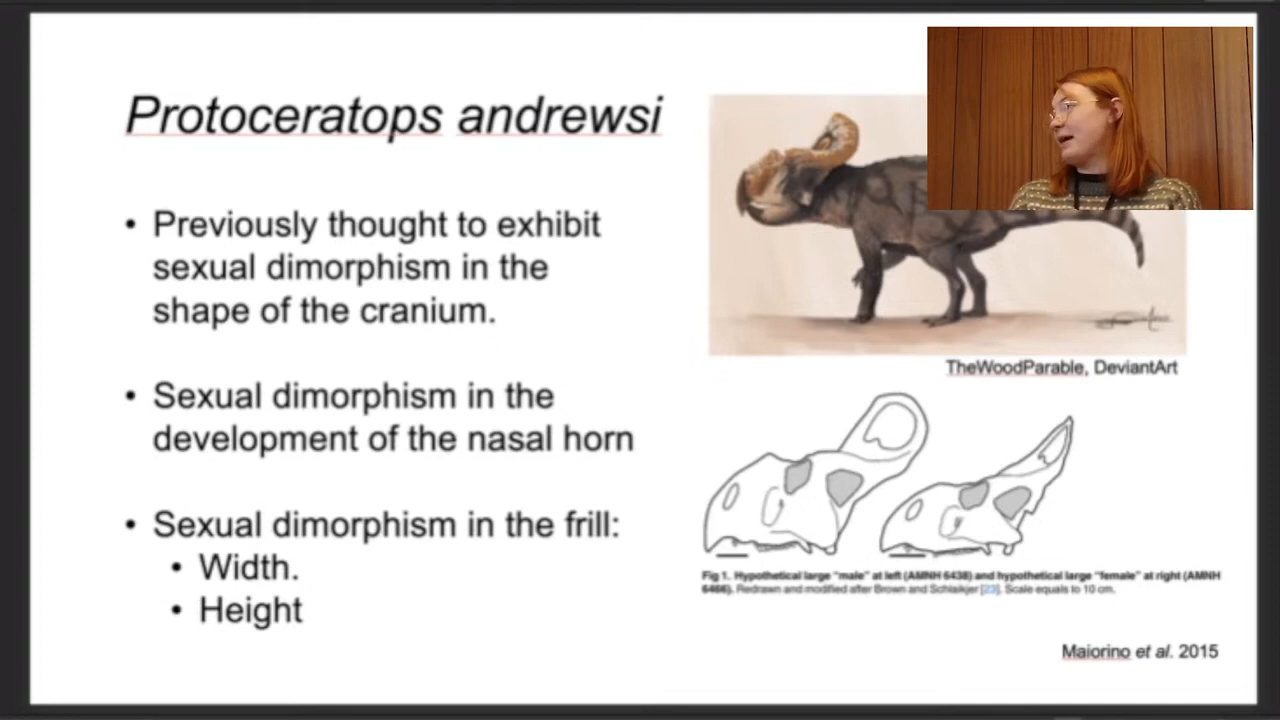 Protoceratops andrewsi
• Previously thought to exhibit
sexual dimorphism in the
shape of the cranium.
• Sexual dimorphism in the
development of the nasal horn
• Sexual dimorphism in the frill:
• Width.
• Height
TheWoodParable, DeviantArt
Fig 1. Hypothetical large "male" at left (AMNH 6438) and hypothetical large "female" at right (AMNH
6466). Redrawn and modified after Brown and Schlaikjer [23]. Scale equals to 10 cm.
Maiorino et al. 2015